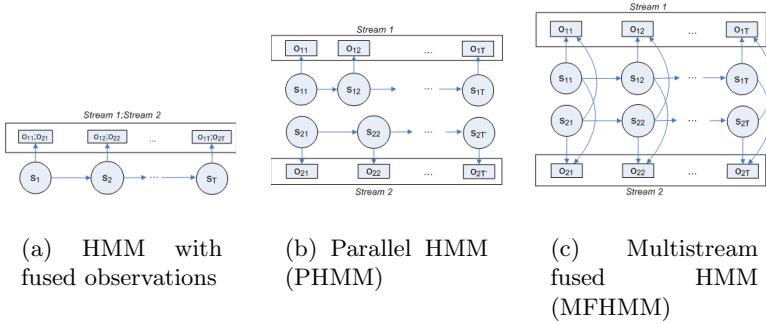 Stream 1
O11 O12 ... O1T
S11 S12 ... S1T
S21 S22 ... S2T'
O21 O22 ... O2T'
Stream 2
Stream 1
O11 O12 ... O1T
S11 S12 ... S1T
S21 S22 ... S2T
O21 O22 ... O2T
Stream 2
Stream 1;Stream 2
O11;O21 O12;O22 ... O1T;O2T
S1 S2 ... ST
(a) HMM with
fused observations
(b) Parallel HMM
(PHMM)
(c) Multistream
fused HMM
(MFHMM)